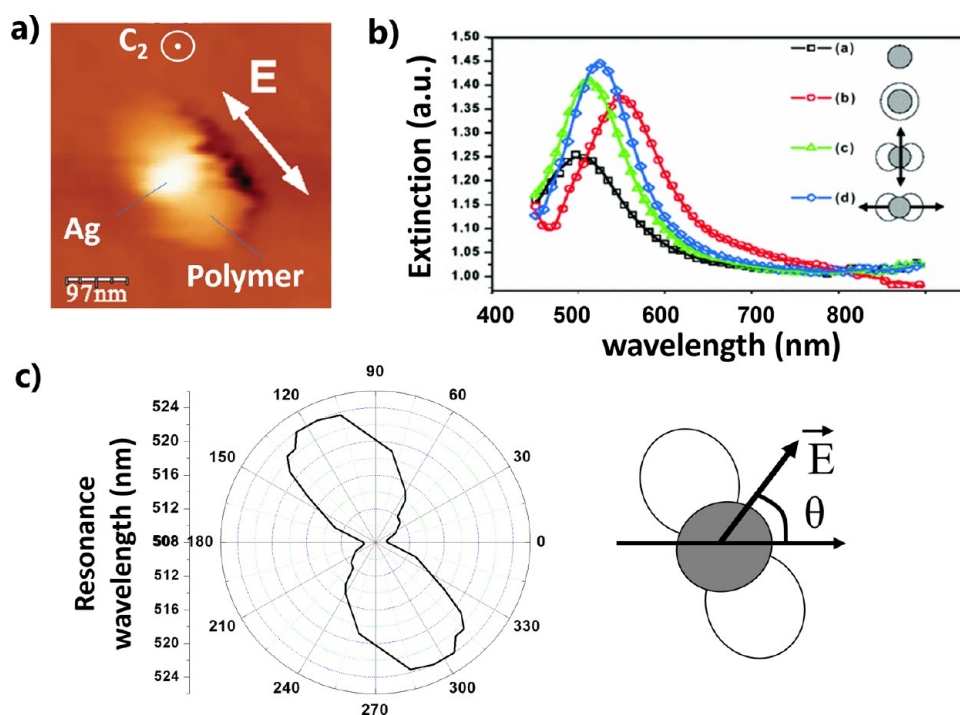 a)
C2
E
Ag
Polymer
97nm
b)
Extinction (a.u.)
1.50
1.45
1.40
1.35
1.30
1.25
1.20
1.15
1.10
1.05
1.00
400 500 600 700 800
wavelength (nm)
(a)
(b)
(c)
(d)
c)
Resonance
wavelength (nm)
524
520
516
512
508
512
516
520
524
90
120 60
150 30
180 0
210 330
240 300
270
E
θ